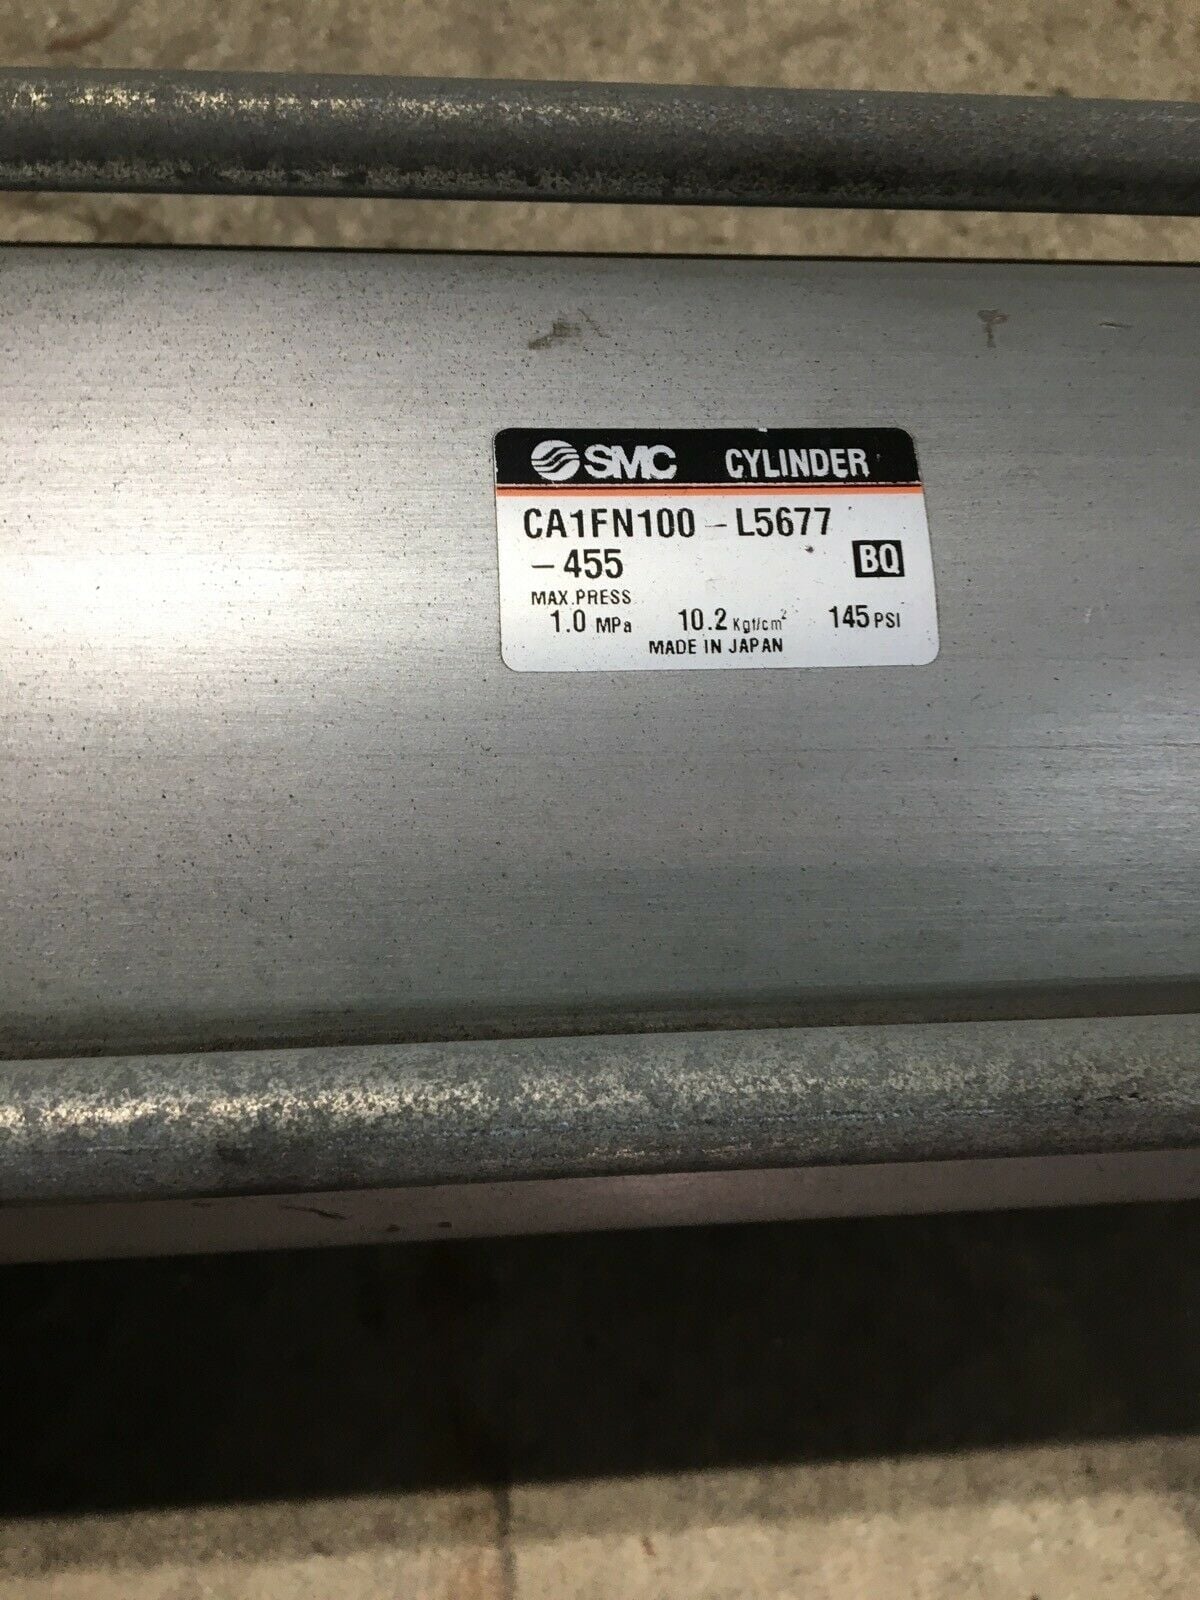 SMC CYLINDER
CA1FN100-L5677
-455 BQ
MAX.PRESS
1.0 MPa 10.2 Kgf/cm² 145 PSI
MADE IN JAPAN